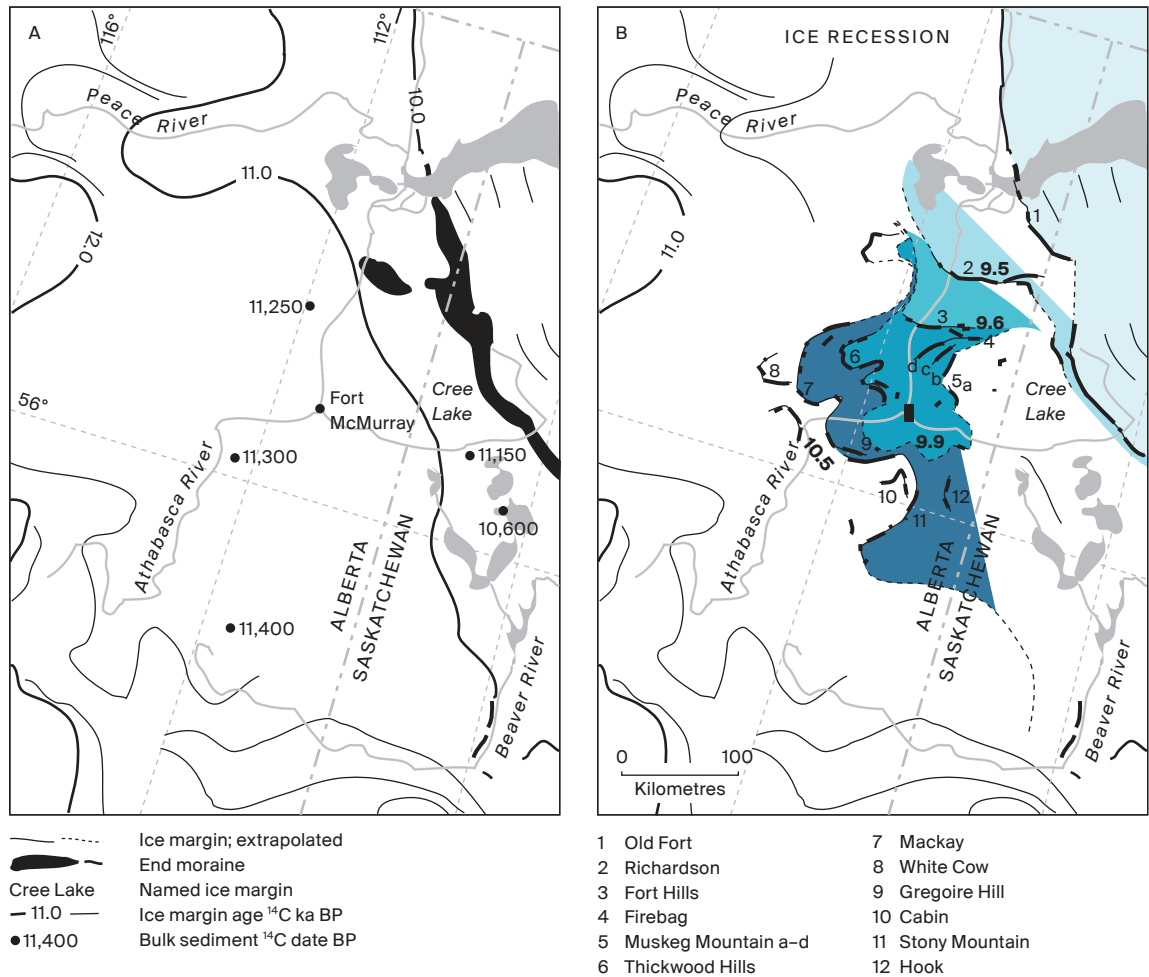 A
116°
112°
Peace River
10.0
11.0
12.0
11,250
56°
Fort
McMurray
Cree
Lake
11,300
11,150
10,600
Athabasca River
ALBERTA
SASKATCHEWAN
11,400
Beaver River
B
ICE RECESSION
Peace
River
1
11.0
2 9.5
3
9.6
4
6
d
c
b
5a
8
7
Cree
Lake
10.5
9
9.9
10
12
11
Athabasca River
ALBERTA
SASKATCHEWAN
Beaver River
0 100
Kilometres
Ice margin; extrapolated
End moraine
Cree Lake Named ice margin
11.0 Ice margin age ¹⁴C ka BP
11,400 Bulk sediment ¹⁴C date BP
1 Old Fort
2 Richardson
3 Fort Hills
4 Firebag
5 Muskeg Mountain a–d
6 Thickwood Hills
7 Mackay
8 White Cow
9 Gregoire Hill
10 Cabin
11 Stony Mountain
12 Hook